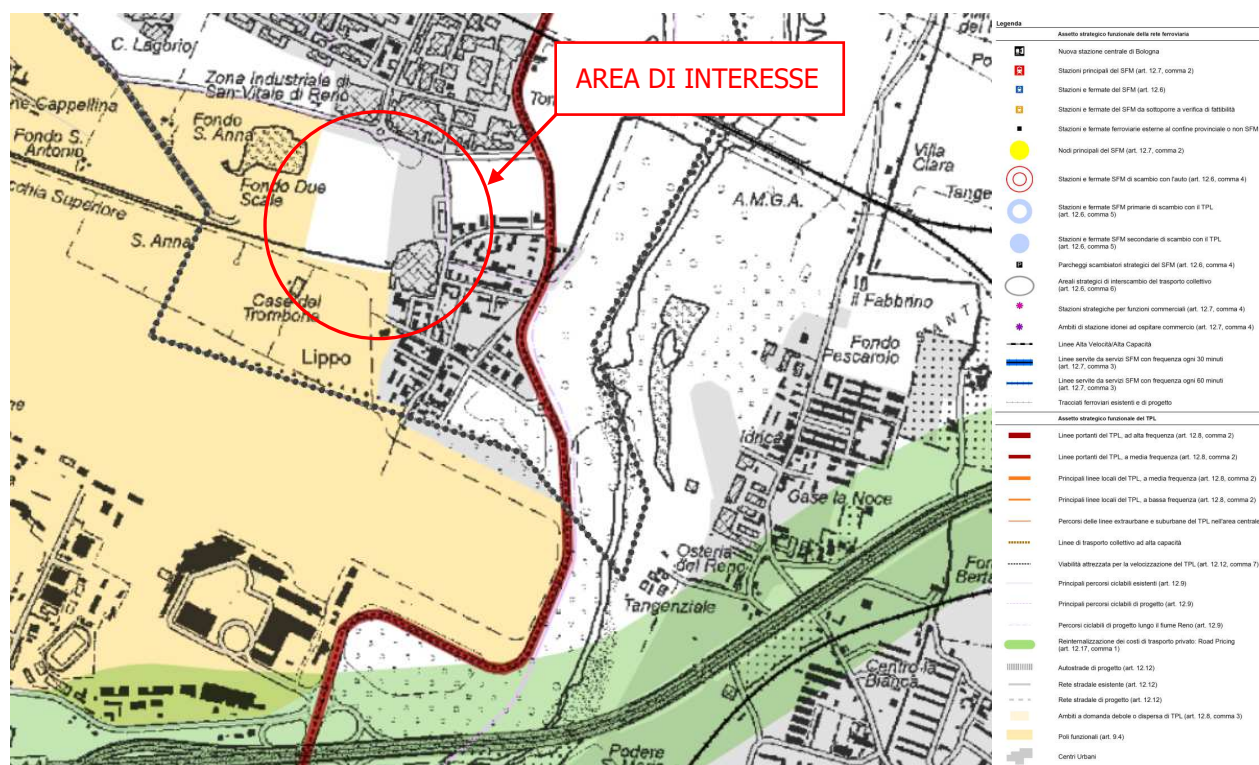 C. Lagorio
Zona Industriale di
San Vitale di Reno
AREA DI INTERESSE
Cappellina
Fondo S.
Antonio
Fondo
S. Anna
Fondo Due
Scale
Superiore
S. Anna
Case del
Trombone
Lippo
Villa
Clara
A.M.G.A.
il Fabbrino
Fondo
Pescarolo
Idrica
Osteria
del Reno
Tangenziale
Centro la
Bianca
Podere
Legenda
Assetto strategico funzionale della rete ferroviaria
Nuova stazione centrale di Bologna
Stazioni principali del SFM (art. 12.7, comma 2)
Stazioni e fermate del SFM (art. 12.6)
Stazioni e fermate del SFM da sottoporre a verifica di fattibilità
Stazioni e fermate ferroviarie esterne al confine provinciale o non SFM
Nodi principali del SFM (art. 12.7, comma 2)
Stazioni e fermate SFM di scambio con l'auto (art. 12.6, comma 4)
Stazioni e fermate SFM primarie di scambio con il TPL
(art. 12.6, comma 5)
Stazioni e fermate SFM secondarie di scambio con il TPL
(art. 12.6, comma 5)
P Parcheggi scambiatori strategici del SFM (art. 12.6, comma 4)
Areali strategici di interscambio del trasporto collettivo
(art. 12.6, comma 6)
Stazioni strategiche per funzioni commerciali (art. 12.7, comma 4)
Ambiti di stazione idonei ad ospitare commercio (art. 12.7, comma 4)
Linee Alta Velocità/Alta Capacità
Linee servite da servizi SFM con frequenza ogni 30 minuti
(art. 12.7, comma 3)
Linee servite da servizi SFM con frequenza ogni 60 minuti
(art. 12.7, comma 3)
Tracciati ferroviari esistenti e di progetto
Assetto strategico funzionale del TPL
Linee portanti del TPL, ad alta frequenza (art. 12.8, comma 2)
Linee portanti del TPL, a media frequenza (art. 12.8, comma 2)
Principali linee locali del TPL, a media frequenza (art. 12.8, comma 2)
Principali linee locali del TPL, a bassa frequenza (art. 12.8, comma 2)
Percorsi delle linee extraurbane e suburbane del TPL nell'area centrale
Linee di trasporto collettivo ad alta capacità
Viabilità attrezzata per la velocizzazione del TPL (art. 12.12, comma 7)
Principali percorsi ciclabili esistenti (art. 12.9)
Principali percorsi ciclabili di progetto (art. 12.9)
Percorsi ciclabili di progetto lungo il fiume Reno (art. 12.9)
Reinternalizzazione dei costi di trasporto privato: Road Pricing
(art. 12.17, comma 1)
Autostrade di progetto (art. 12.12)
Rete stradale esistente (art. 12.12)
Rete stradale di progetto (art. 12.12)
Ambiti a domanda debole o dispersa di TPL (art. 12.8, comma 3)
Poli funzionali (art. 9.4)
Centri Urbani